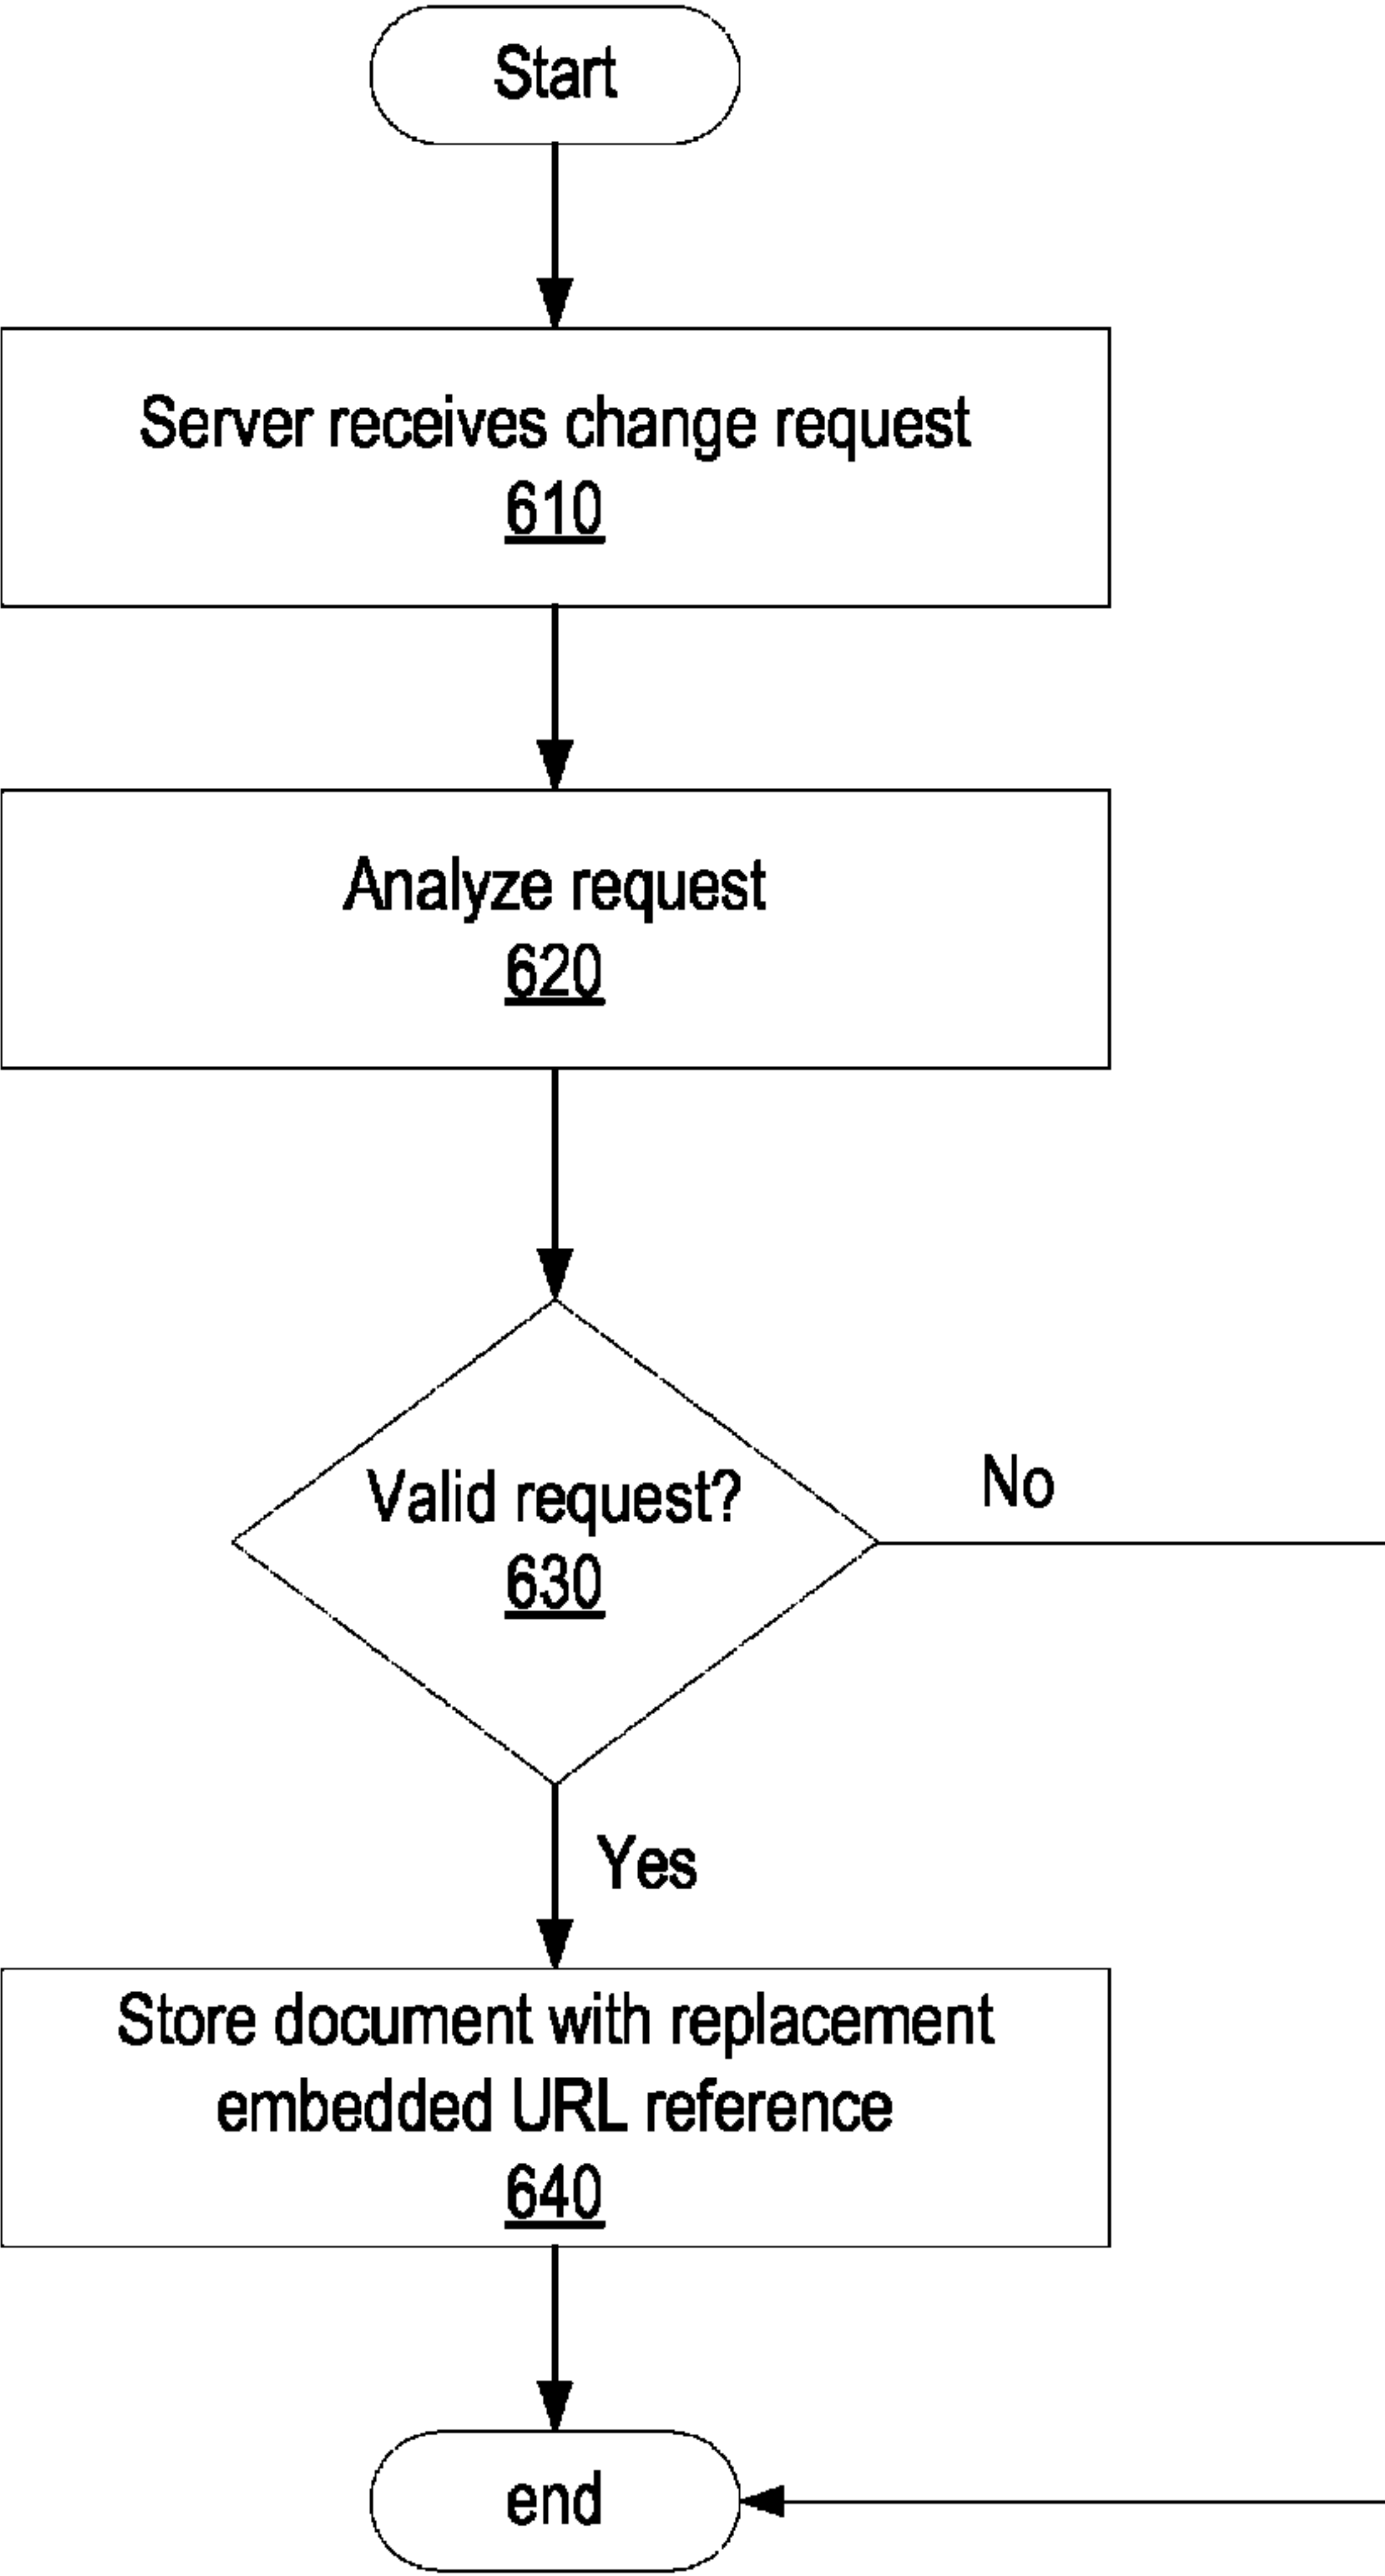 Start
Server receives change request
610
Analyze request
620
Valid request?
630
No
Yes
Store document with replacement
embedded URL reference
640
end